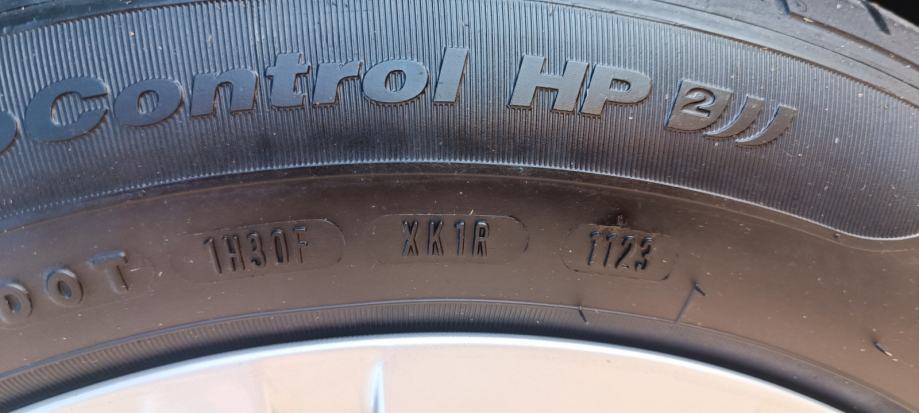 Control HP 2
DOT 1H30F XK1R 1123